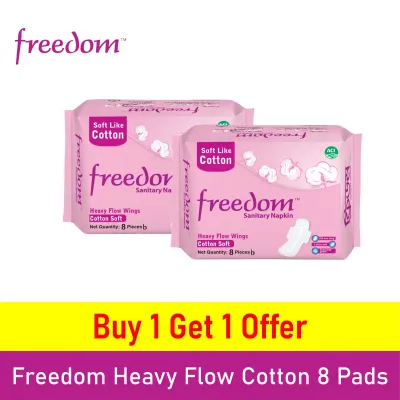 freedom™
Soft Like
Cotton
freedom
Sanitary Napkin
Heavy Flow Wings
Cotton Soft
Net Quantity: 8 Pieces
Soft Like
Cotton
ACI
freedom™
Sanitary Napkin
Heavy Flow Wings
Cotton Soft
Net Quantity: 8 Pieces
Buy 1 Get 1 Offer
Freedom Heavy Flow Cotton 8 Pads